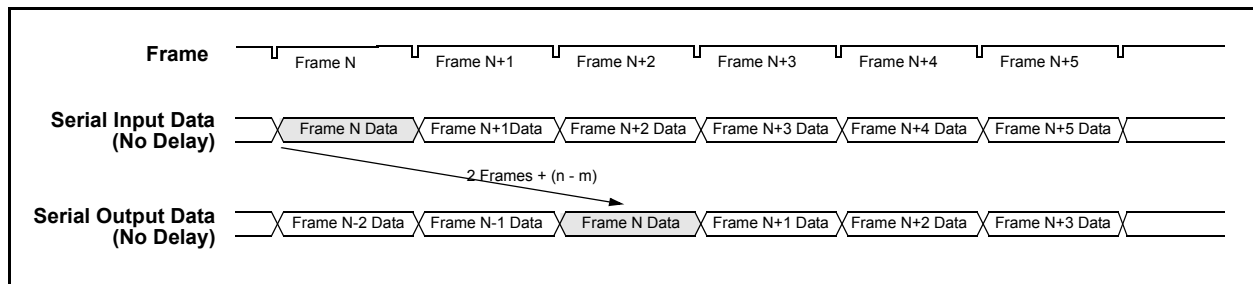 Frame
Frame N
Frame N+1
Frame N+2
Frame N+3
Frame N+4
Frame N+5
Serial Input Data
(No Delay)
Frame N Data
Frame N+1Data
Frame N+2 Data
Frame N+3 Data
Frame N+4 Data
Frame N+5 Data
2 Frames + (n - m)
Serial Output Data
(No Delay)
Frame N-2 Data
Frame N-1 Data
Frame N Data
Frame N+1 Data
Frame N+2 Data
Frame N+3 Data